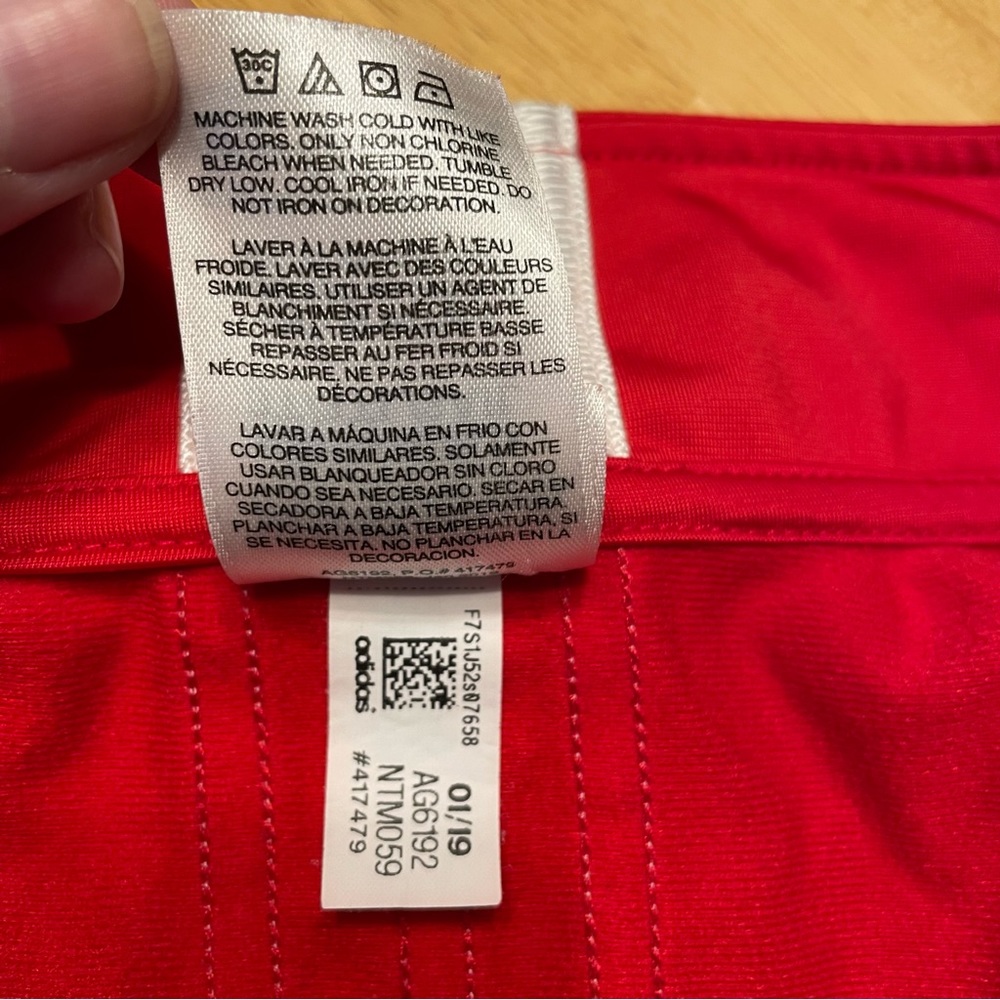 30C
MACHINE WASH COLD WITH LIKE
COLORS. ONLY NON CHLORINE
BLEACH WHEN NEEDED. TUMBLE
DRY LOW. COOL IRON IF NEEDED. DO
NOT IRON ON DECORATION.
LAVER À LA MACHINE À L'EAU
FROIDE. LAVER AVEC DES COULEURS
SIMILAIRES. UTILISER UN AGENT DE
BLANCHIMENT SI NÉCESSAIRE.
SÉCHER À TEMPÉRATURE BASSE
REPASSER AU FER FROID SI
NÉCESSAIRE. NE PAS REPASSER LES
DÉCORATIONS.
LAVAR A MÁQUINA EN FRIO CON
COLORES SIMILARES. SOLAMENTE
USAR BLANQUEADOR SIN CLORO
CUANDO SEA NECESARIO. SECAR EN
SECADORA A BAJA TEMPERATURA.
PLANCHAR A BAJA TEMPERATURA, SI
SE NECESITA. NO PLANCHAR EN LA
DECORACION.
AG6192, P.O.# 417479
F7S1J52s07658
adidas
01/19
AG6192
NTM059
#417479